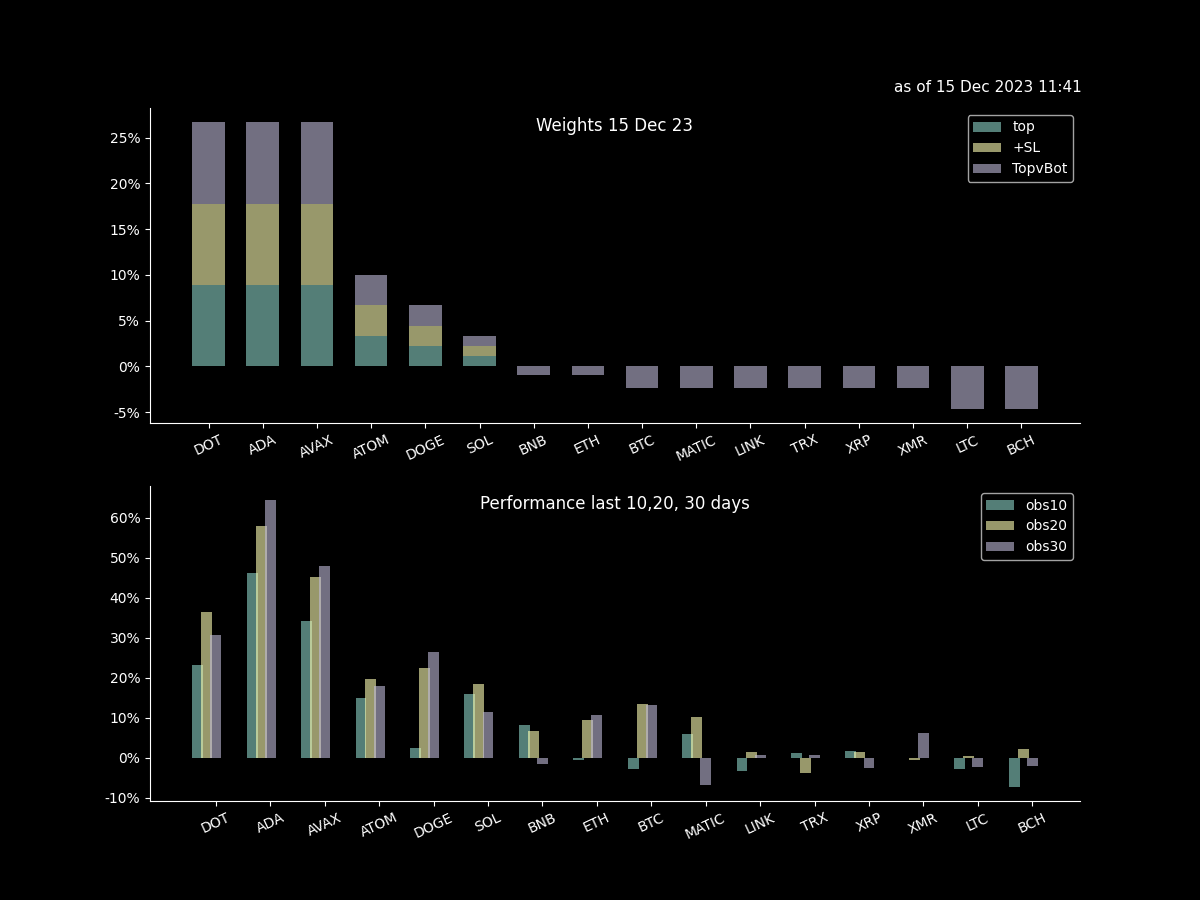 as of 15 Dec 2023 11:41
Weights 15 Dec 23
top
+SL
TopvBot
25%
20%
15%
10%
5%
0%
-5%
DOT ADA AVAX ATOM DOGE SOL BNB ETH BTC MATIC LINK TRX XRP XMR LTC BCH
Performance last 10,20, 30 days
obs10
obs20
obs30
60%
50%
40%
30%
20%
10%
0%
-10%
DOT ADA AVAX ATOM DOGE SOL BNB ETH BTC MATIC LINK TRX XRP XMR LTC BCH